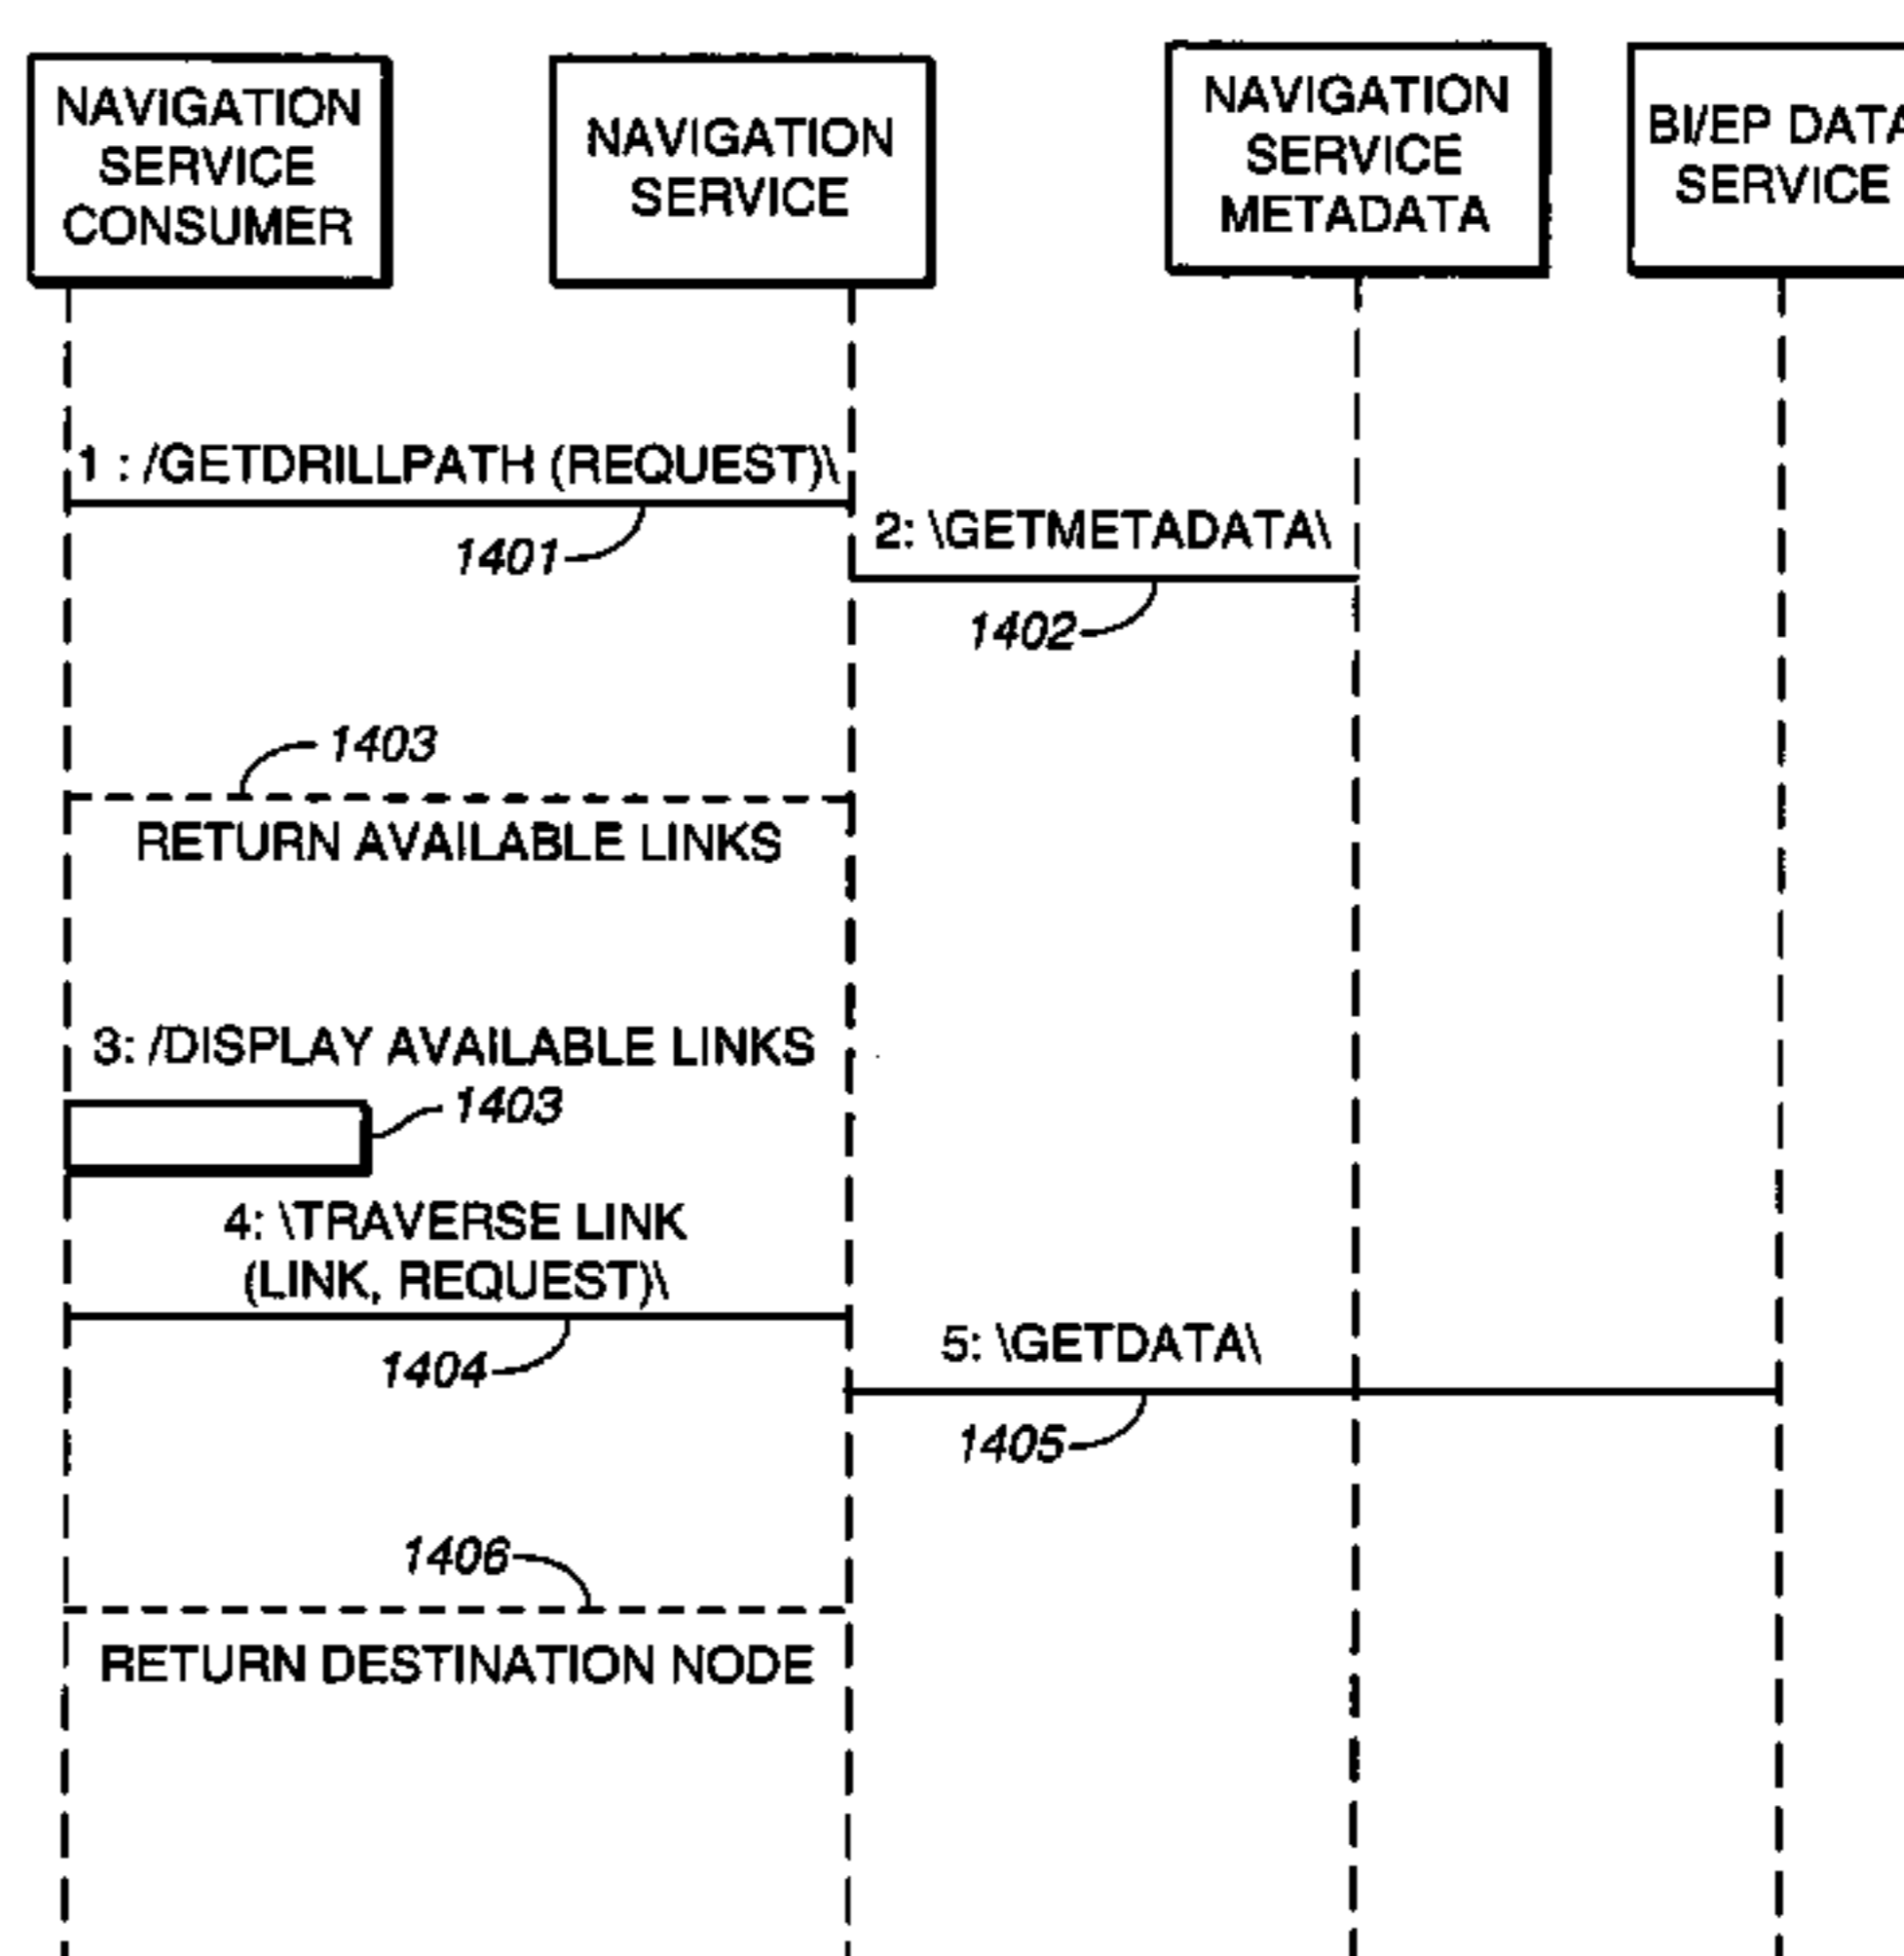 NAVIGATION
SERVICE
CONSUMER
NAVIGATION
SERVICE
NAVIGATION
SERVICE
METADATA
BI/EP DATA
SERVICE
1 : /GETDRILLPATH (REQUEST)\
1401
2: \GETMETADATA\
1402
1403
RETURN AVAILABLE LINKS
3: /DISPLAY AVAILABLE LINKS
1403
4: \TRAVERSE LINK
(LINK, REQUEST)\
1404
5: \GETDATA\
1405
1406
RETURN DESTINATION NODE